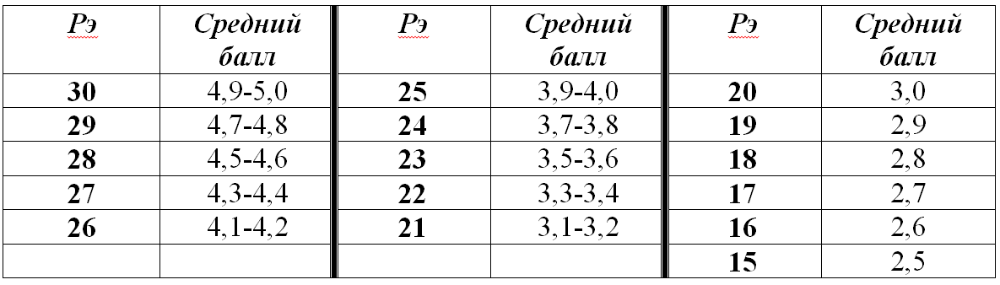 Рэ Средний балл Рэ Средний балл Рэ Средний балл
30 4,9-5,0 25 3,9-4,0 20 3,0
29 4,7-4,8 24 3,7-3,8 19 2,9
28 4,5-4,6 23 3,5-3,6 18 2,8
27 4,3-4,4 22 3,3-3,4 17 2,7
26 4,1-4,2 21 3,1-3,2 16 2,6
15 2,5